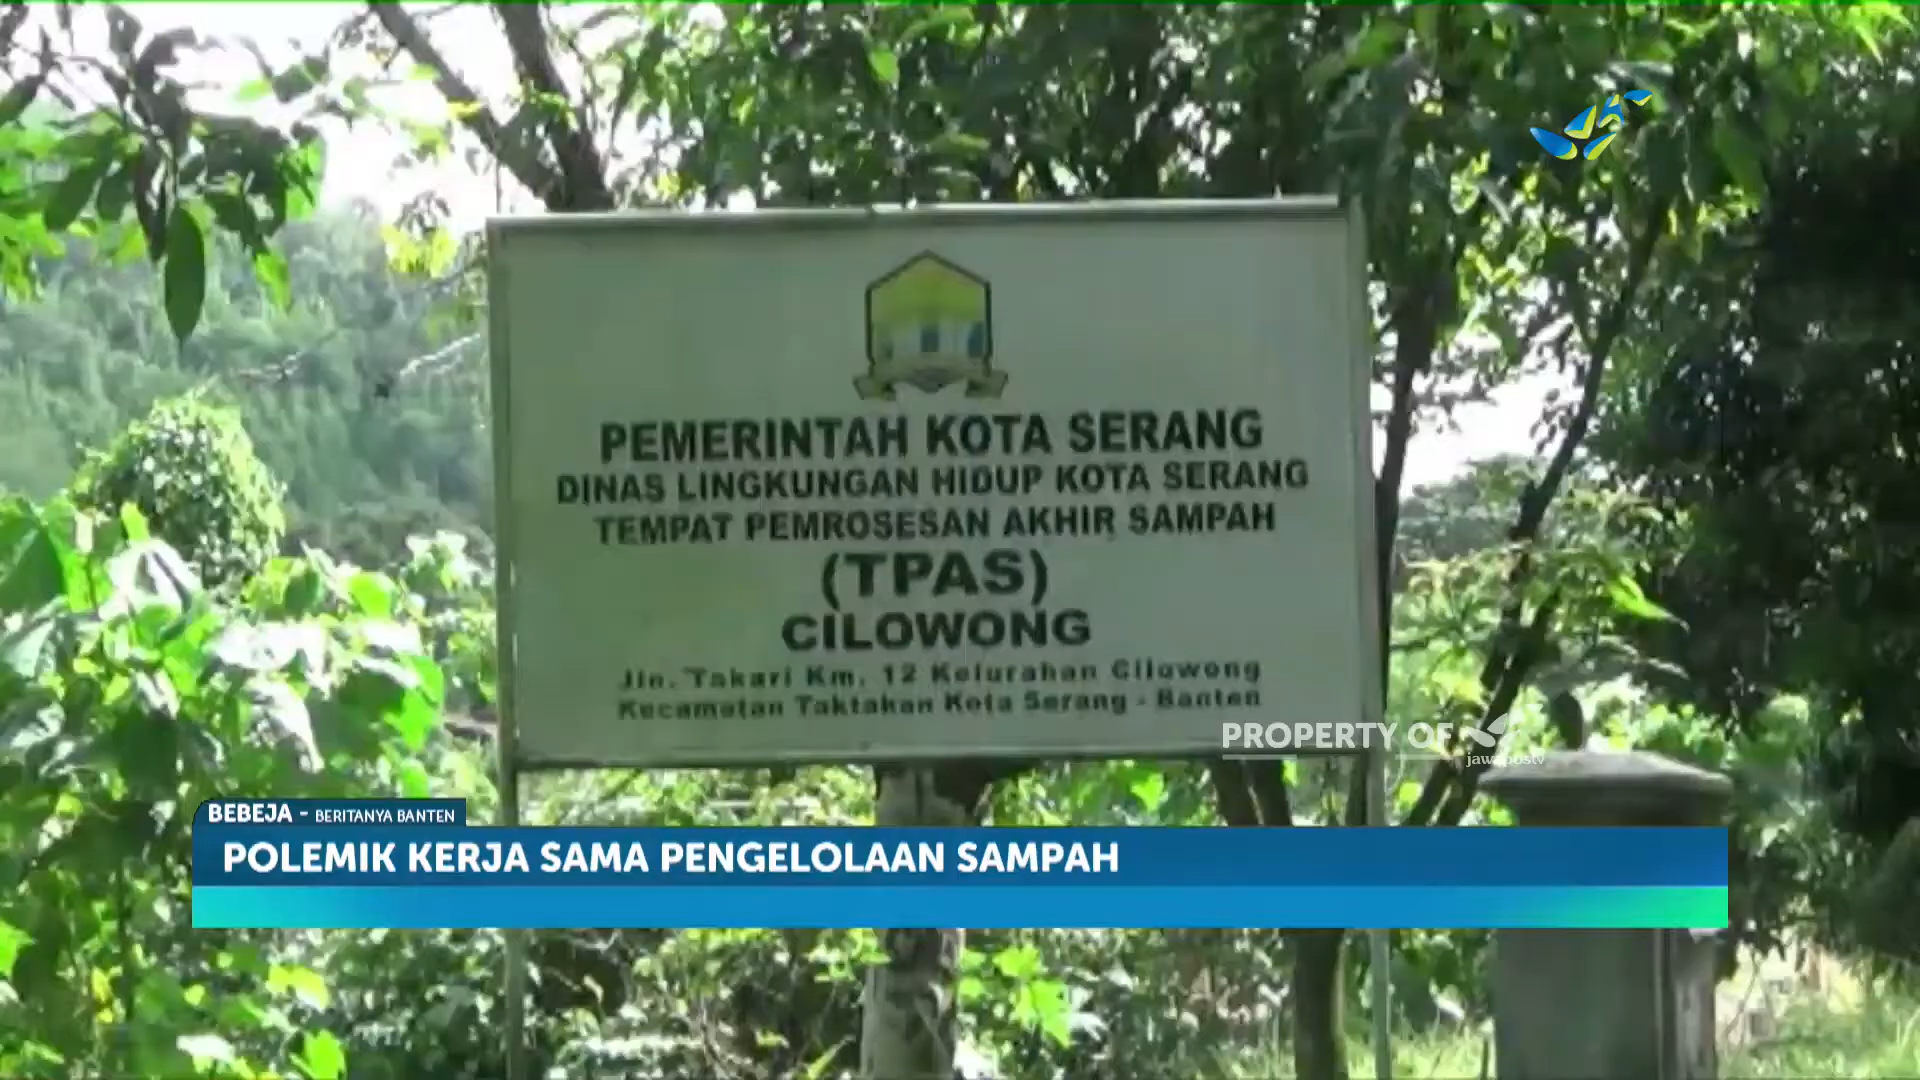 PEMERINTAH KOTA SERANG
DINAS LINGKUNGAN HIDUP KOTA SERANG
TEMPAT PEMROSESAN AKHIR SAMPAH
(TPAS)
CILOWONG
Jln. Takari Km. 12 Kelurahan Cilowong
Kecamatan Taktakan Kota Serang - Banten
PROPERTY OF
jawapostv
BEBEJA - BERITANYA BANTEN
POLEMIK KERJA SAMA PENGELOLAAN SAMPAH